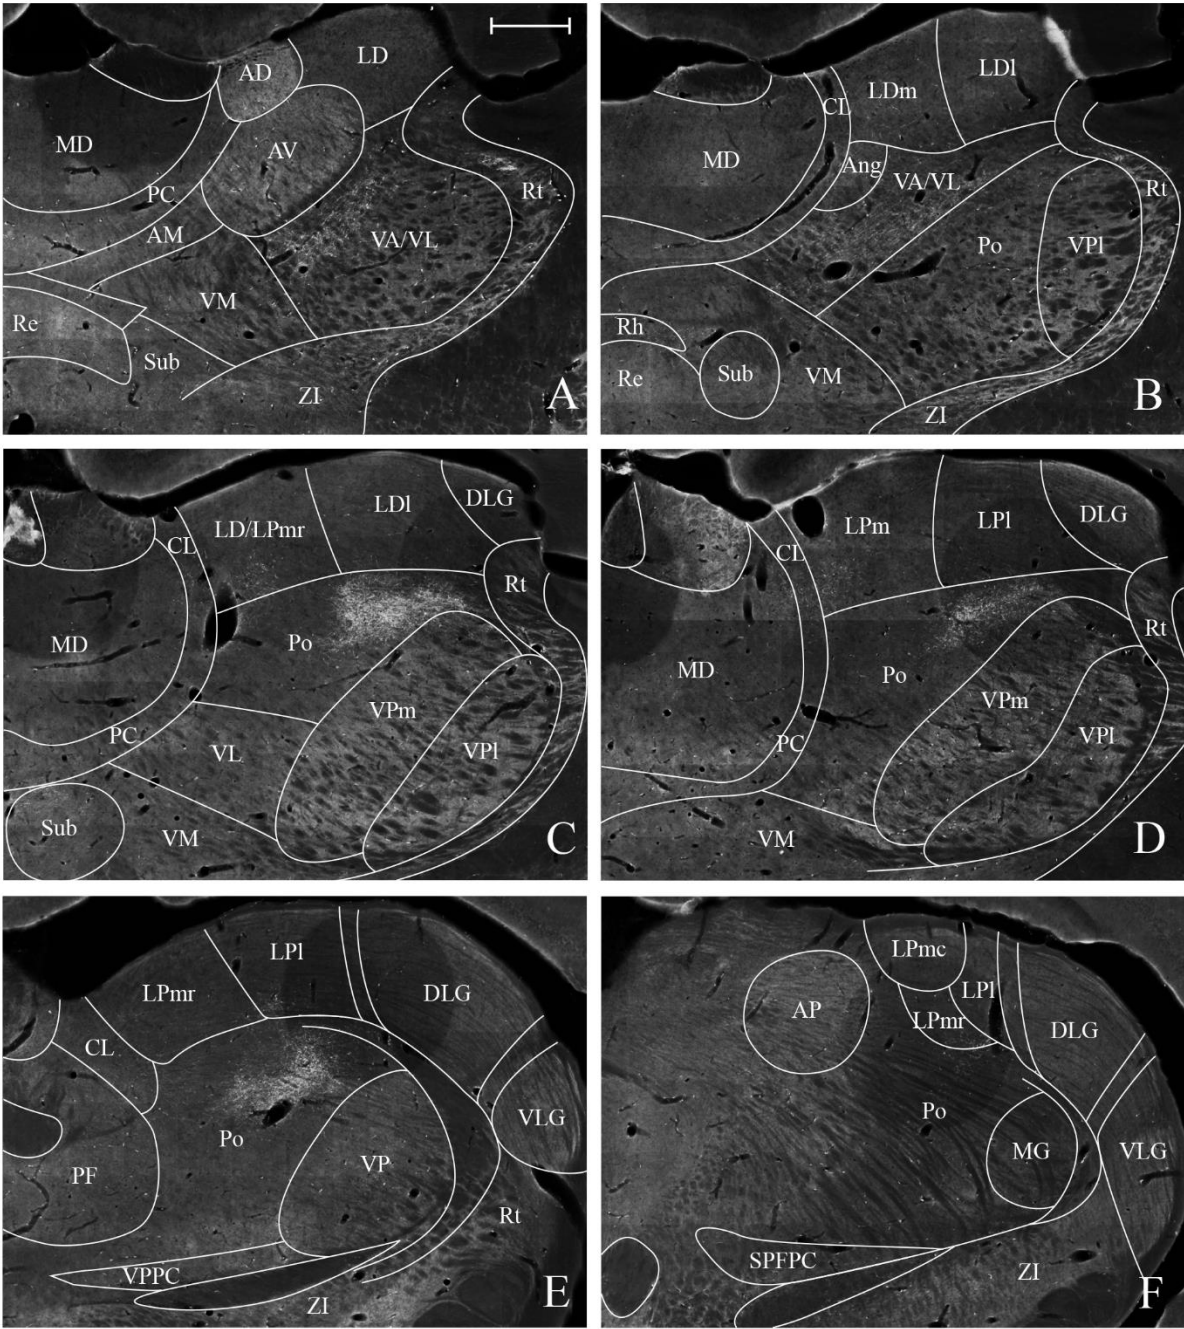 AD
LD
MD
AV
PC
Rt
AM
VA/VL
VM
Re
Sub
ZI
A
LDl
LDm
CL
MD
Ang
VA/VL
Rt
Po
VPl
Rh
Re
Sub
VM
ZI
B
DLG
LDl
LD/LPmr
CL
Rt
MD
Po
VPm
PC
VL
VPl
Sub
VM
C
LPm
LPl
DLG
CL
Rt
MD
Po
VPm
PC
VPl
VM
D
LPl
LPmr
DLG
CL
VLG
Po
VP
PF
Rt
VPPC
ZI
E
LPmc
AP
LPl
LPmr
DLG
Po
MG
VLG
SPFPC
ZI
F